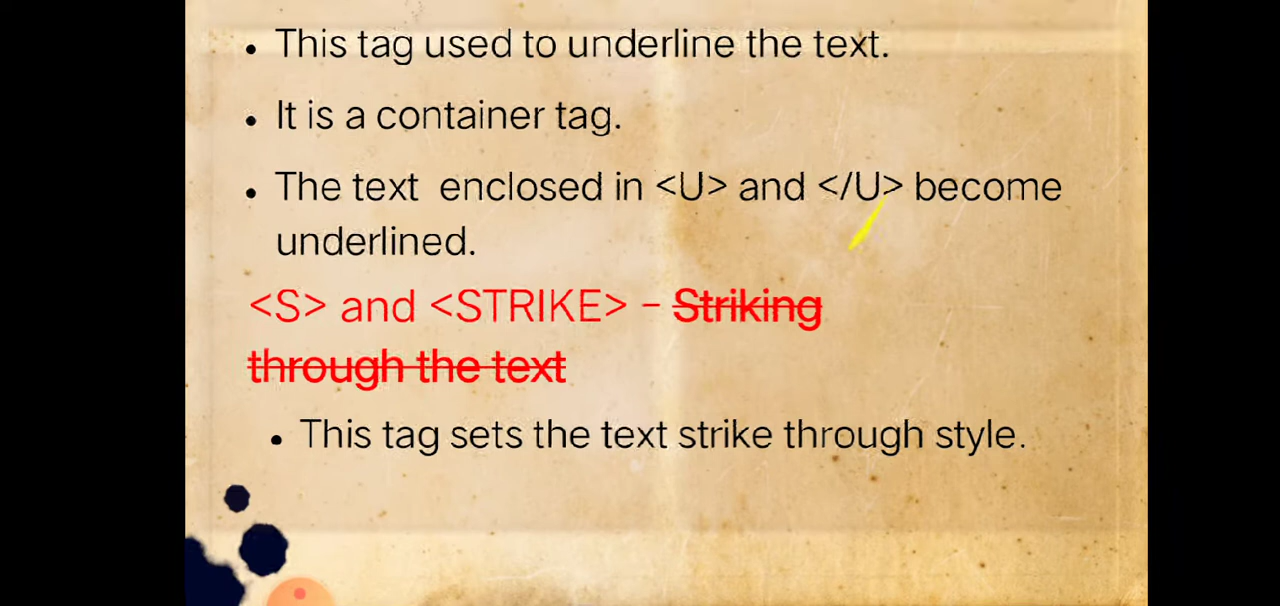 • This tag used to underline the text.
• It is a container tag.
• The text  enclosed in <U> and </U> become
underlined.
<S> and <STRIKE> – Striking
through the text
• This tag sets the text strike through style.